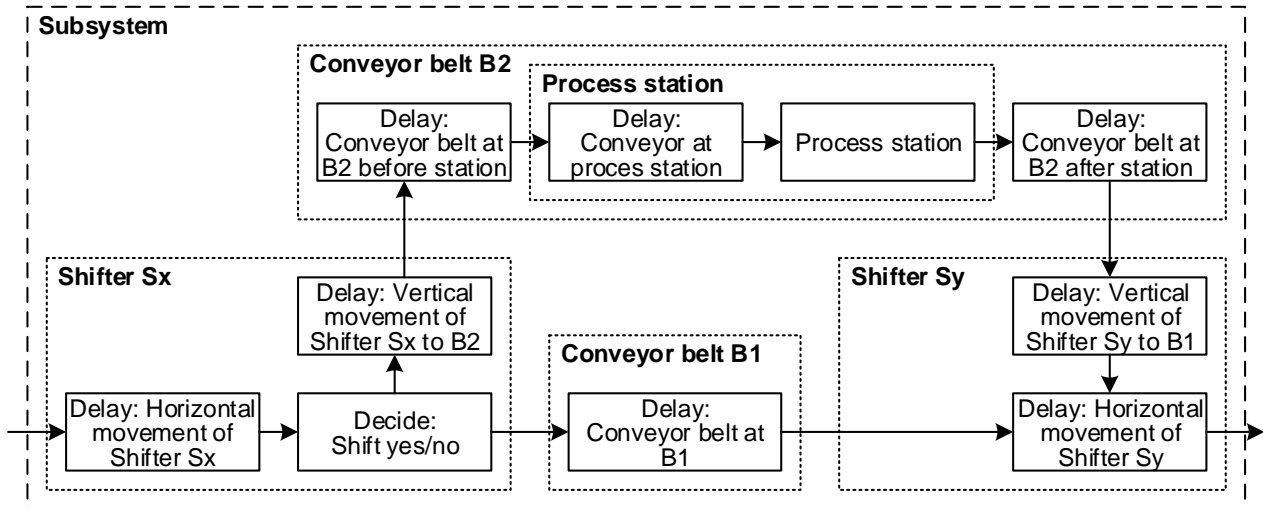 Subsystem
Conveyor belt B2
Process station
Delay:
Conveyor belt at
B2 before station
Delay:
Conveyor at
proces station
Process station
Delay:
Conveyor belt at
B2 after station
Shifter Sx
Delay: Vertical
movement of
Shifter Sx to B2
Shifter Sy
Delay: Vertical
movement of
Shifter Sy to B1
Conveyor belt B1
Delay: Horizontal
movement of
Shifter Sx
Decide:
Shift yes/no
Delay:
Conveyor belt at
B1
Delay: Horizontal
movement of
Shifter Sy